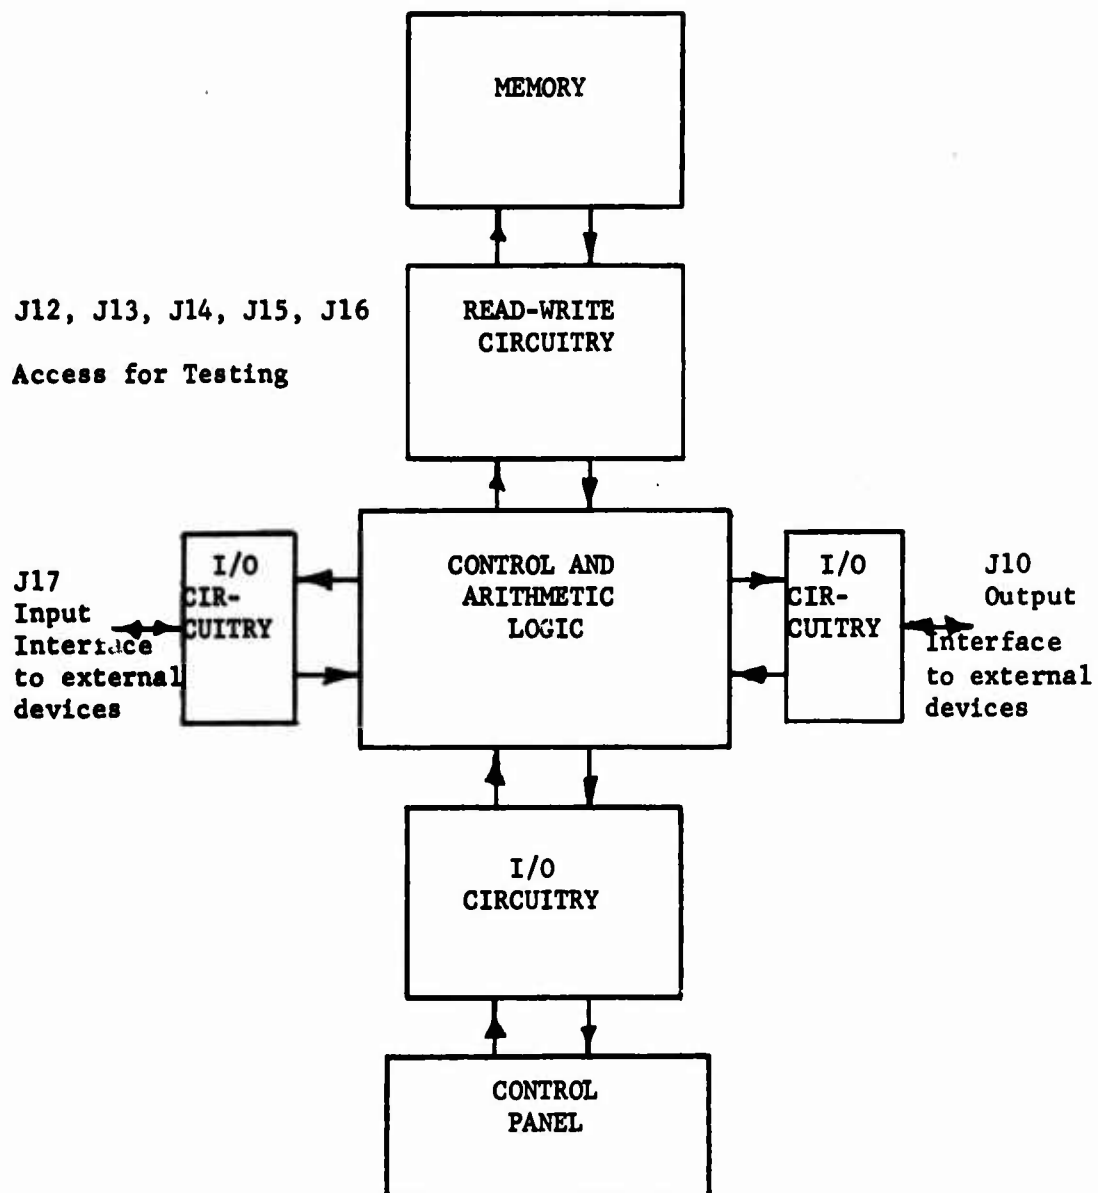 MEMORY
J12, J13, J14, J15, J16
Access for Testing
READ-WRITE
CIRCUITRY
J17
Input
Interface
to external
devices
I/O
CIR-
CUITRY
CONTROL AND
ARITHMETIC
LOGIC
I/O
CIR-
CUITRY
J10
Output
Interface
to external
devices
I/O
CIRCUITRY
CONTROL
PANEL